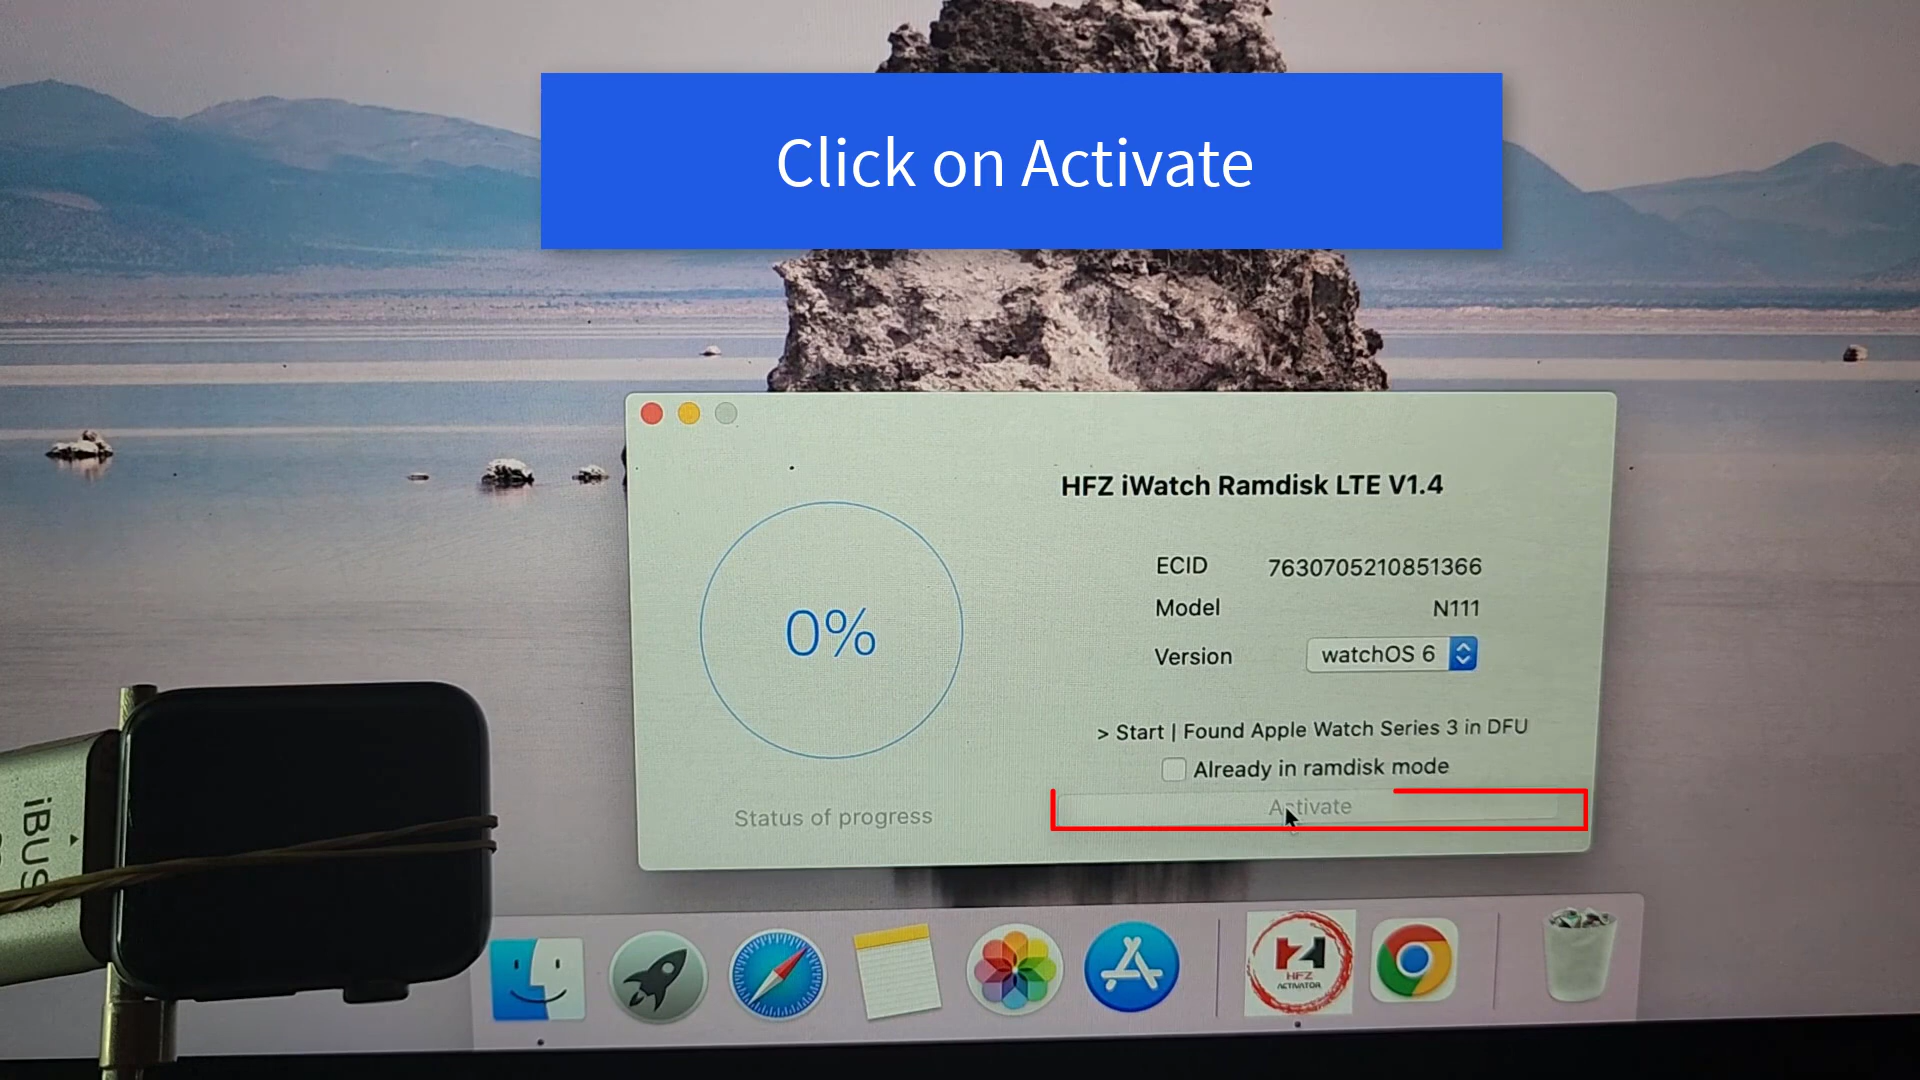 Click on Activate
HFZ iWatch Ramdisk LTE V1.4
ECID 7630705210851366
Model N111
Version watchOS 6
> Start | Found Apple Watch Series 3 in DFU
Already in ramdisk mode
Activate
0%
Status of progress
iBUS
HFZ
ACTIVATOR